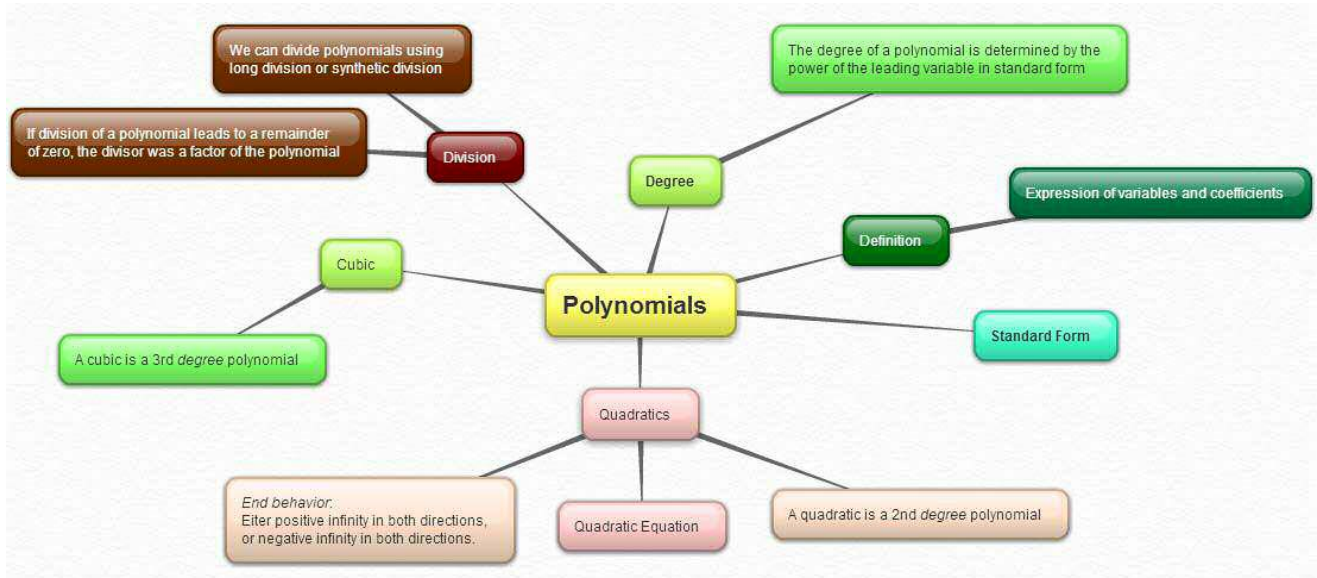 We can divide polynomials using
long division or synthetic division
The degree of a polynomial is determined by the
power of the leading variable in standard form
If division of a polynomial leads to a remainder
of zero, the divisor was a factor of the polynomial
Division
Degree
Expression of variables and coefficients
Definition
Cubic
Polynomials
Standard Form
A cubic is a 3rd degree polynomial
Quadratics
End behavior:
Eiter positive infinity in both directions,
or negative infinity in both directions.
Quadratic Equation
A quadratic is a 2nd degree polynomial